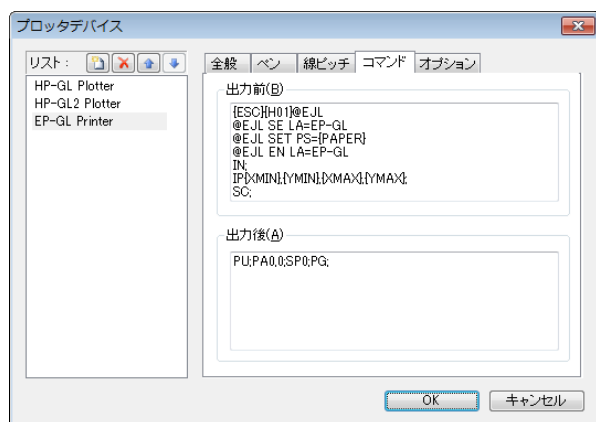 プロッタデバイス
リスト：
HP-GL Plotter
HP-GL2 Plotter
EP-GL Printer
全般 ペン 線ピッチ コマンド オプション
出力前(B)
{ESC}{H01}@EJL
@EJL SE LA=EP-GL
@EJL SET PS={PAPER}
@EJL EN LA=EP-GL
IN;
IP{XMIN},{YMIN},{XMAX},{YMAX};
SC;
出力後(A)
PU;PA0,0;SP0;PG;
OK キャンセル